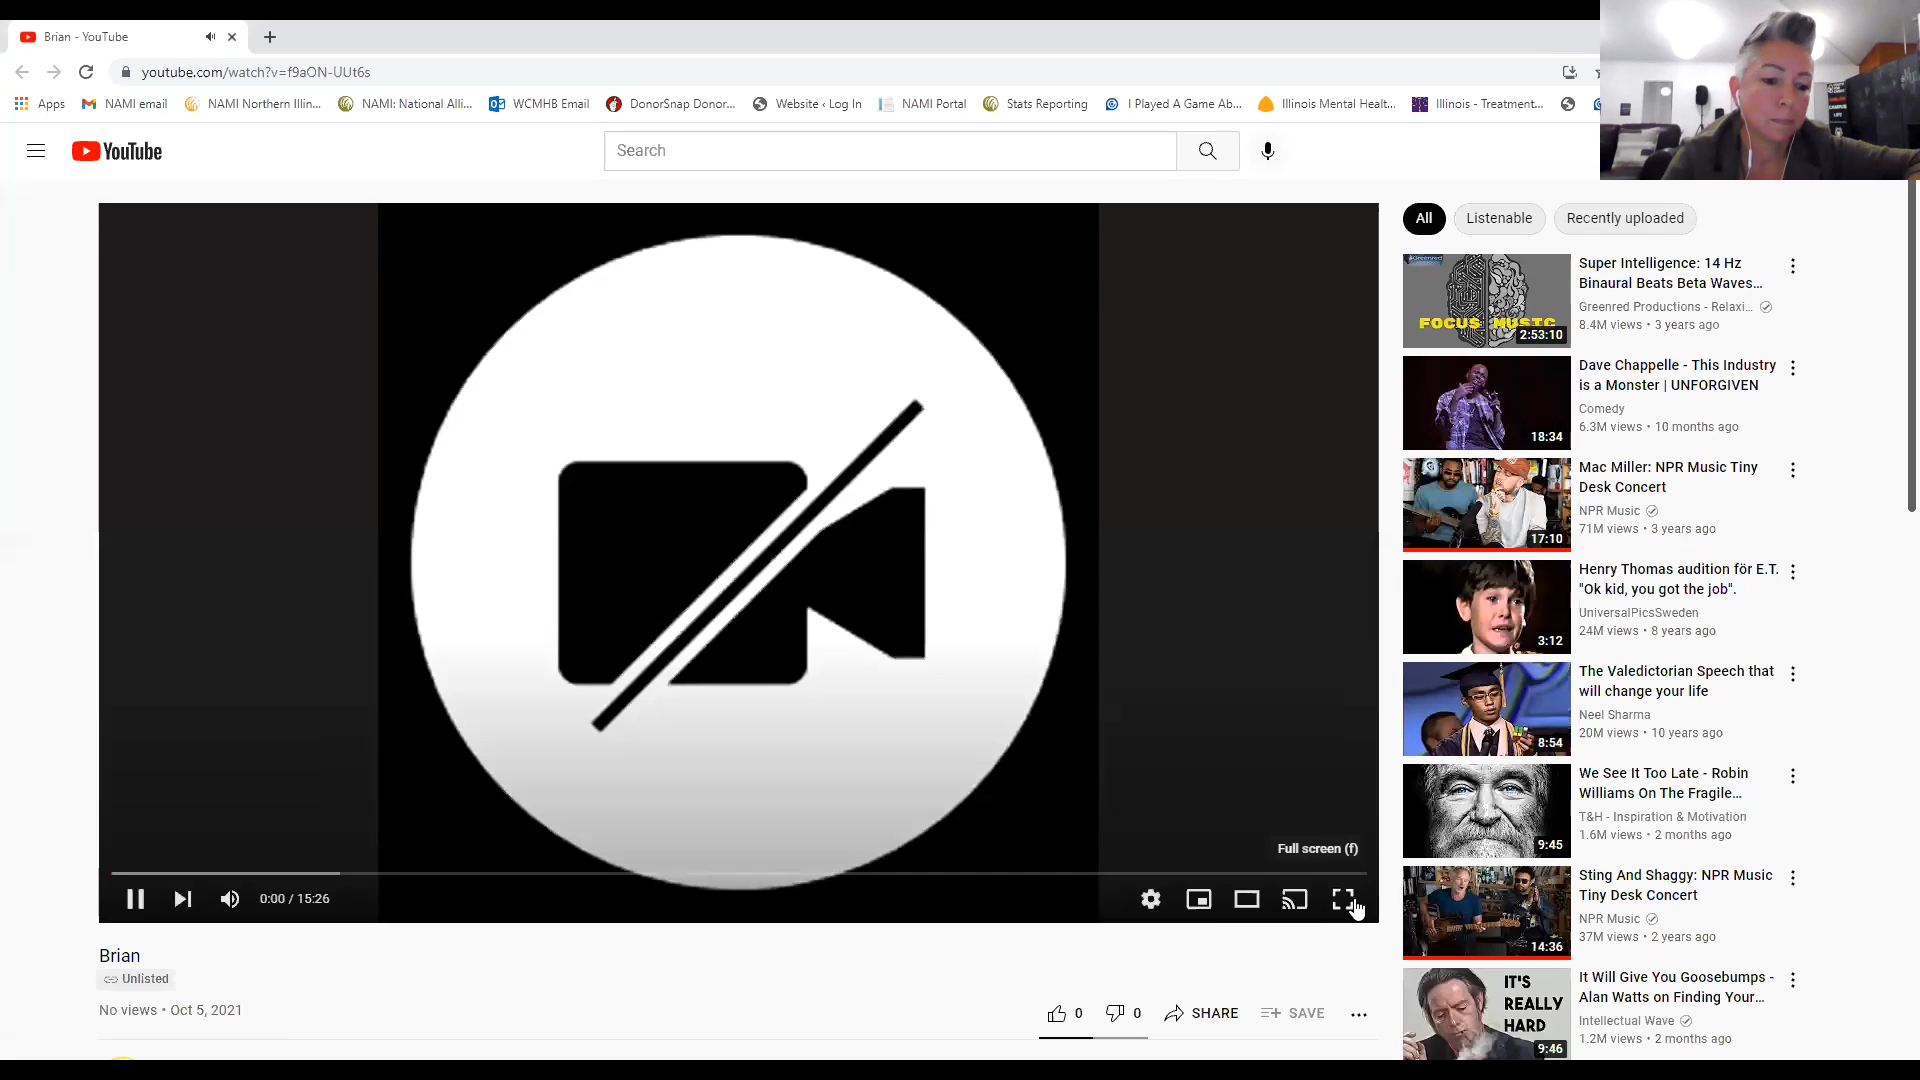 Brian - YouTube
youtube.com/watch?v=f9aON-UUt6s
Apps
NAMI email
NAMI Northern Illin...
NAMI: National Alli...
WCMHB Email
DonorSnap Donor...
Website ‹ Log In
NAMI Portal
Stats Reporting
I Played A Game Ab...
Illinois Mental Healt...
Illinois - Treatment...
YouTube
Search
All
Listenable
Recently uploaded
FOCUS MUSIC
2:53:10
Super Intelligence: 14 Hz
Binaural Beats Beta Waves...
Greenred Productions - Relaxi...
8.4M views • 3 years ago
18:34
Dave Chappelle - This Industry
is a Monster | UNFORGIVEN
Comedy
6.3M views • 10 months ago
17:10
Mac Miller: NPR Music Tiny
Desk Concert
NPR Music
71M views • 3 years ago
3:12
Henry Thomas audition för E.T.
"Ok kid, you got the job".
UniversalPicsSweden
24M views • 8 years ago
8:54
The Valedictorian Speech that
will change your life
Neel Sharma
20M views • 10 years ago
9:45
We See It Too Late - Robin
Williams On The Fragile...
T&H - Inspiration & Motivation
1.6M views • 2 months ago
14:36
Sting And Shaggy: NPR Music
Tiny Desk Concert
NPR Music
37M views • 2 years ago
IT'S
REALLY
HARD
9:46
It Will Give You Goosebumps -
Alan Watts on Finding Your...
Intellectual Wave
1.2M views • 2 months ago
Full screen (f)
0:00 / 15:26
Brian
Unlisted
No views • Oct 5, 2021
0
0
SHARE
SAVE